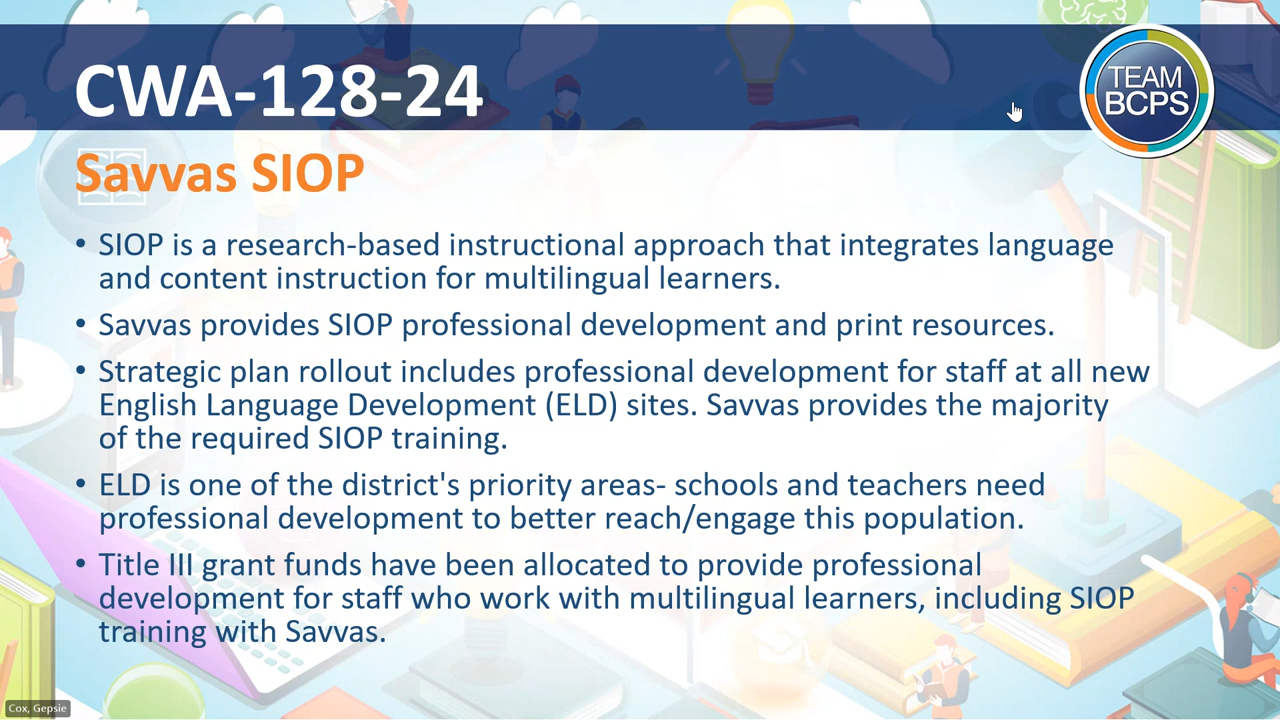 CWA-128-24
TEAM
BCPS
Savvas SIOP
• SIOP is a research-based instructional approach that integrates language
and content instruction for multilingual learners.
• Savvas provides SIOP professional development and print resources.
• Strategic plan rollout includes professional development for staff at all new
English Language Development (ELD) sites. Savvas provides the majority
of the required SIOP training.
• ELD is one of the district's priority areas- schools and teachers need
professional development to better reach/engage this population.
• Title III grant funds have been allocated to provide professional
development for staff who work with multilingual learners, including SIOP
training with Savvas.
Cox, Gepsie